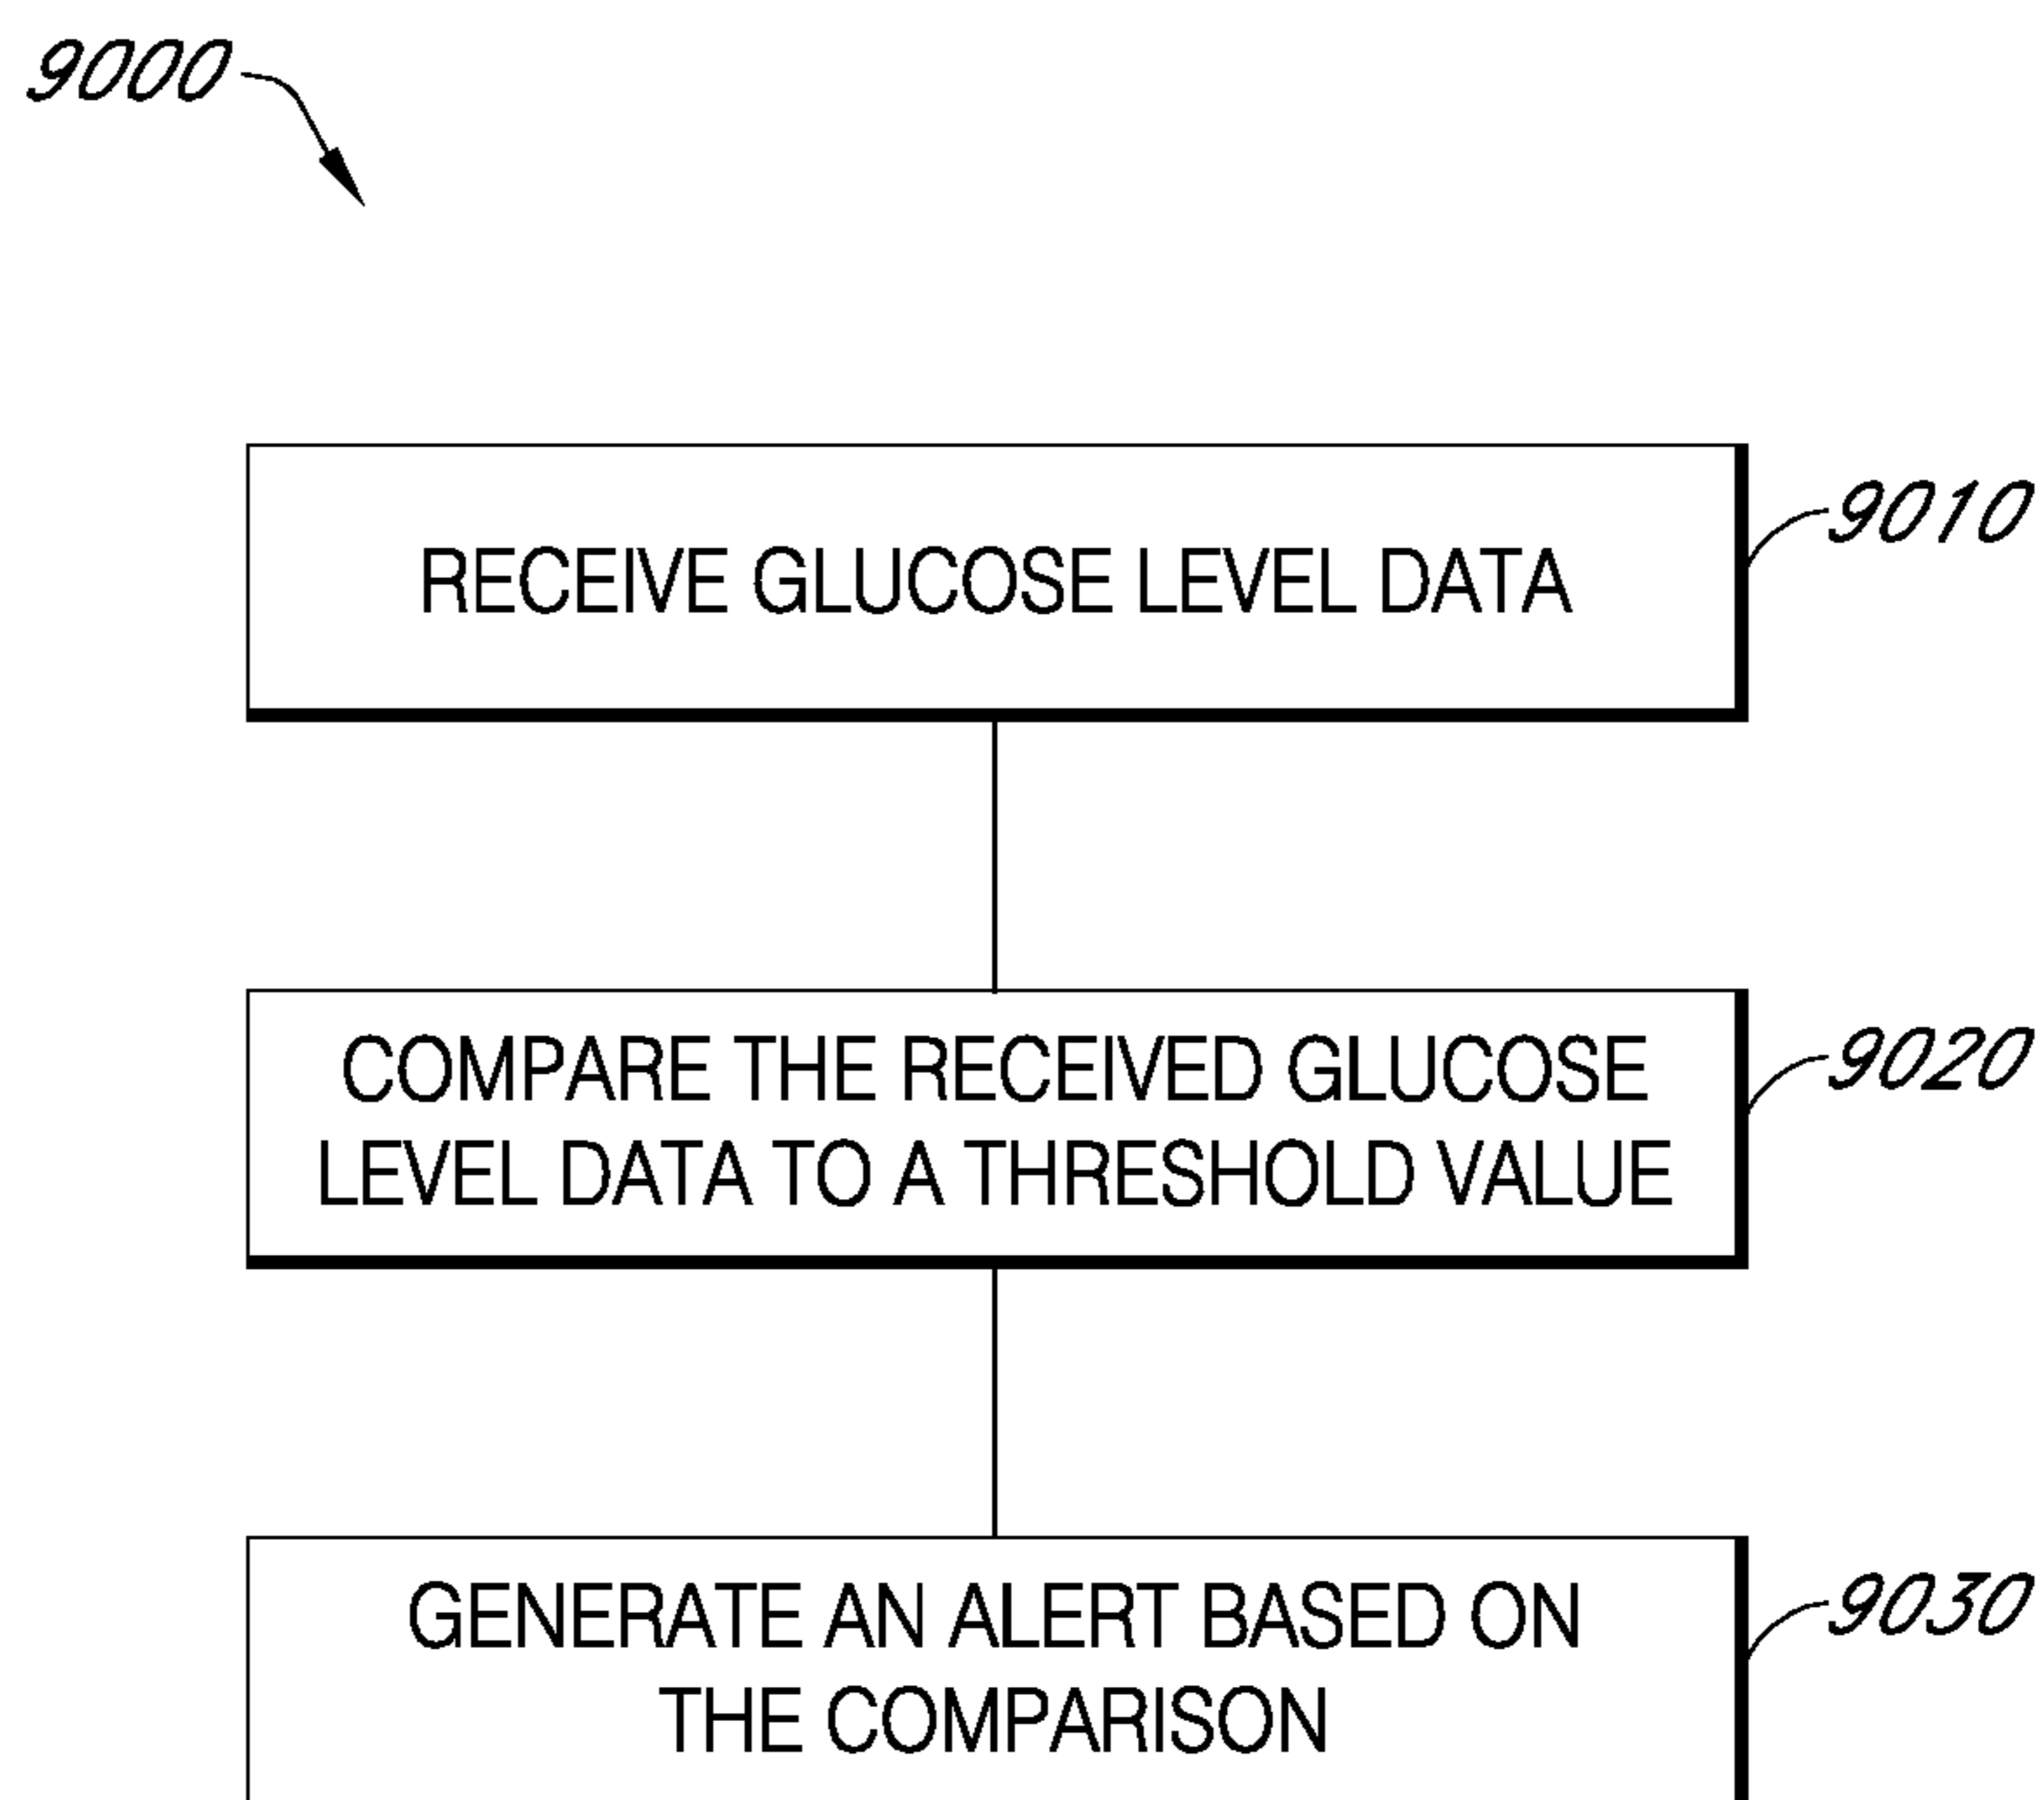 9000
RECEIVE GLUCOSE LEVEL DATA
9010
COMPARE THE RECEIVED GLUCOSE
LEVEL DATA TO A THRESHOLD VALUE
9020
GENERATE AN ALERT BASED ON
THE COMPARISON
9030